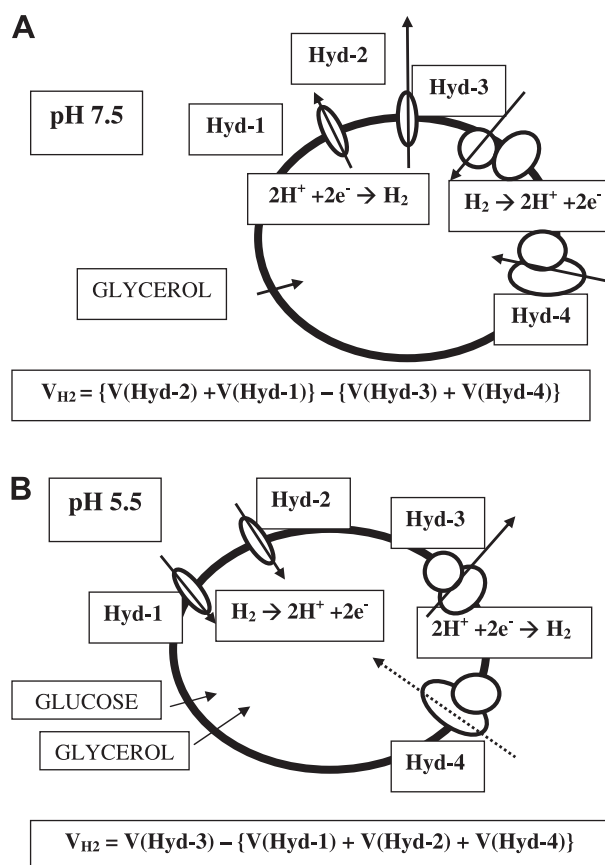 A
Hyd-2
Hyd-3
pH 7.5
Hyd-1
2H⁺ +2e⁻ → H₂
H₂ → 2H⁺ +2e⁻
GLYCEROL
Hyd-4
V_H2 = {V(Hyd-2) +V(Hyd-1)} – {V(Hyd-3) + V(Hyd-4)}
B
pH 5.5
Hyd-2
Hyd-3
Hyd-1
H₂ → 2H⁺ +2e⁻
2H⁺ +2e⁻ → H₂
GLUCOSE
GLYCEROL
Hyd-4
V_H2 = V(Hyd-3) – {V(Hyd-1) + V(Hyd-2) + V(Hyd-4)}